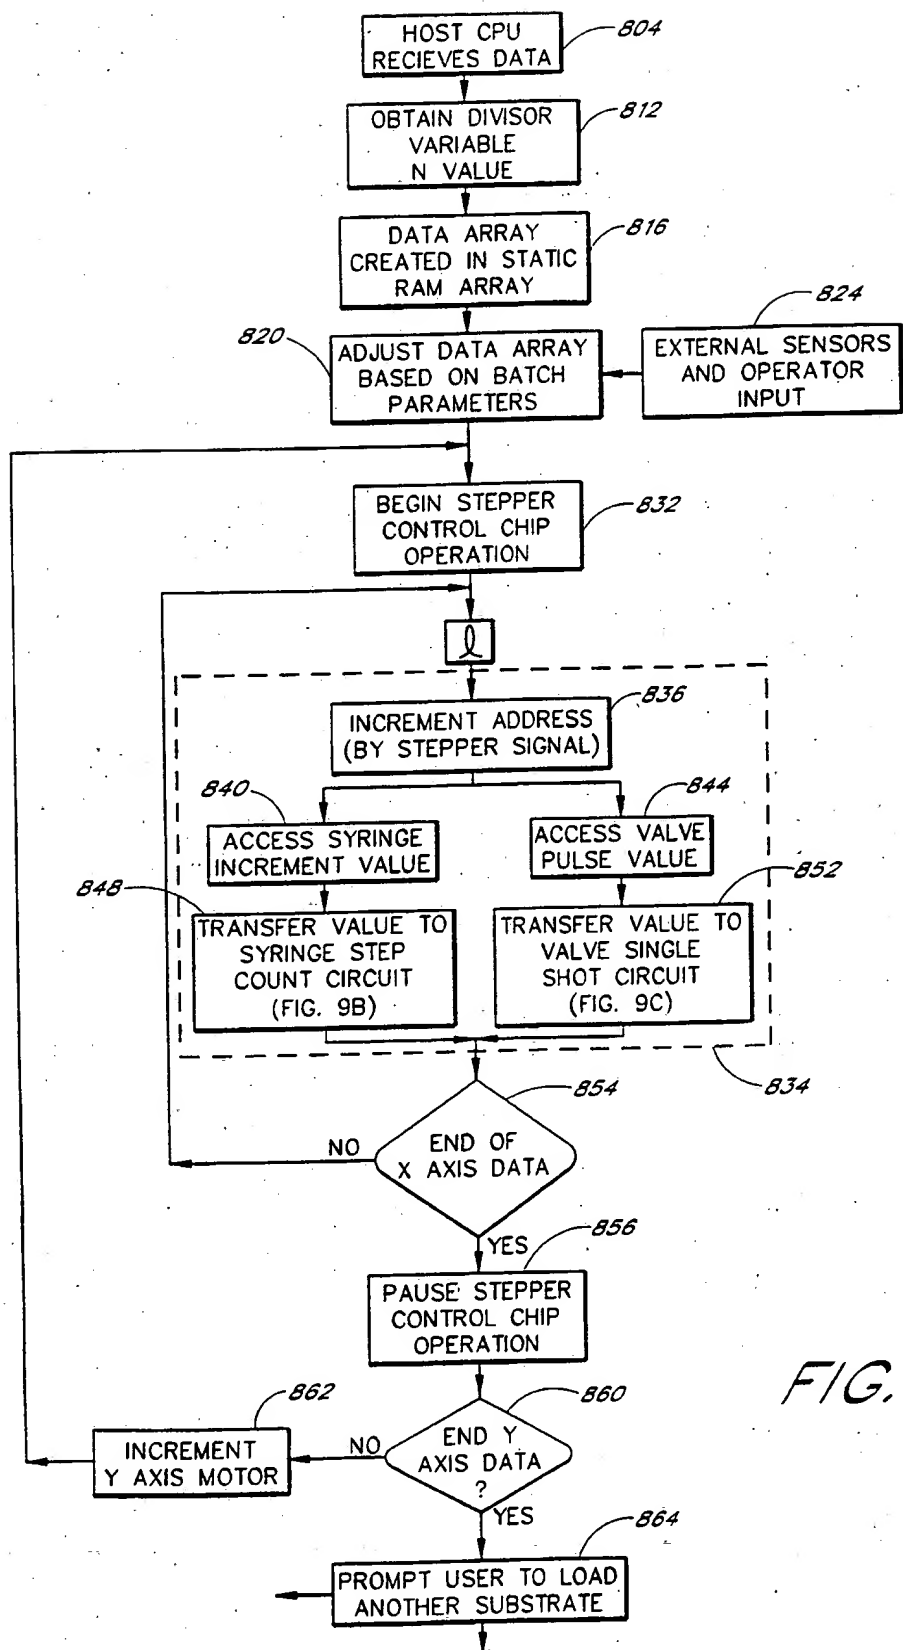 HOST CPU
RECIEVES DATA
804
OBTAIN DIVISOR
VARIABLE
N VALUE
812
DATA ARRAY
CREATED IN STATIC
RAM ARRAY
816
820
ADJUST DATA ARRAY
BASED ON BATCH
PARAMETERS
824
EXTERNAL SENSORS
AND OPERATOR
INPUT
BEGIN STEPPER
CONTROL CHIP
OPERATION
832
l
INCREMENT ADDRESS
(BY STEPPER SIGNAL)
836
840
ACCESS SYRINGE
INCREMENT VALUE
844
ACCESS VALVE
PULSE VALUE
848
TRANSFER VALUE TO
SYRINGE STEP
COUNT CIRCUIT
(FIG. 9B)
852
TRANSFER VALUE TO
VALVE SINGLE
SHOT CIRCUIT
(FIG. 9C)
834
854
END OF
X AXIS DATA
NO
YES
856
PAUSE STEPPER
CONTROL CHIP
OPERATION
860
END Y
AXIS DATA
?
NO
YES
862
INCREMENT
Y AXIS MOTOR
864
PROMPT USER TO LOAD
ANOTHER SUBSTRATE
FIG.